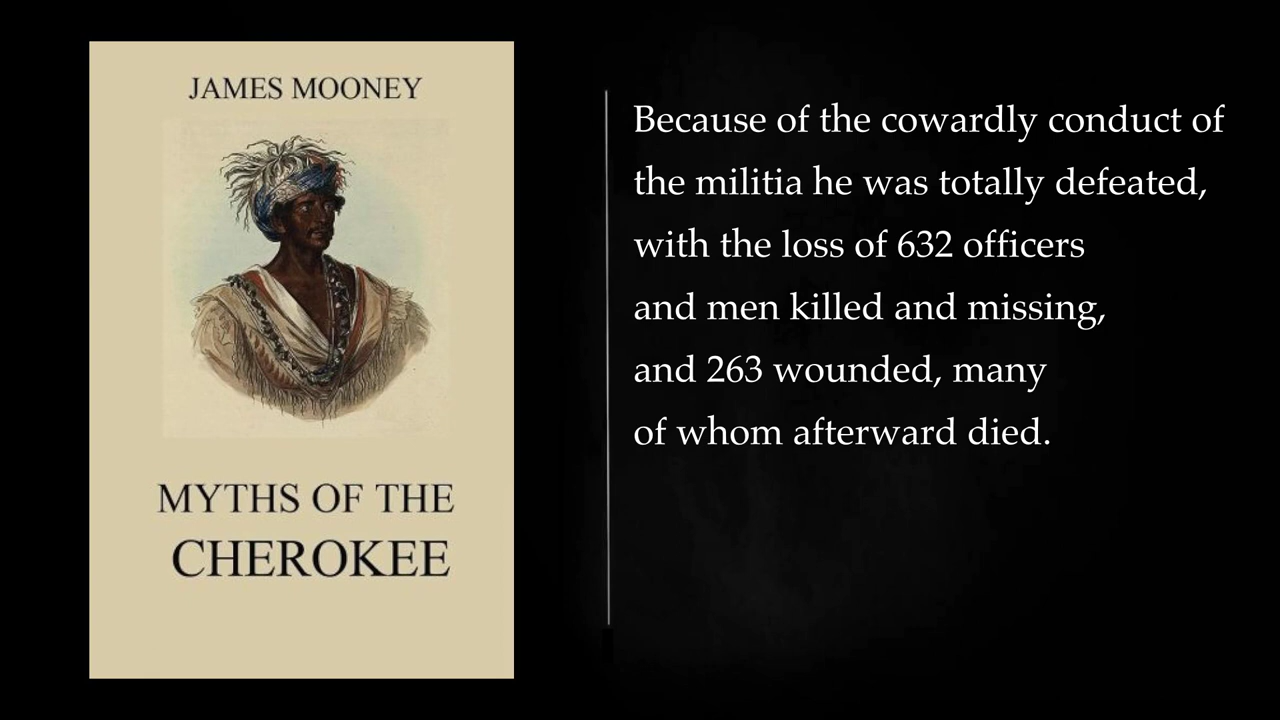 JAMES MOONEY
MYTHS OF THE
CHEROKEE
Because of the cowardly conduct of
the militia he was totally defeated,
with the loss of 632 officers
and men killed and missing,
and 263 wounded, many
of whom afterward died.